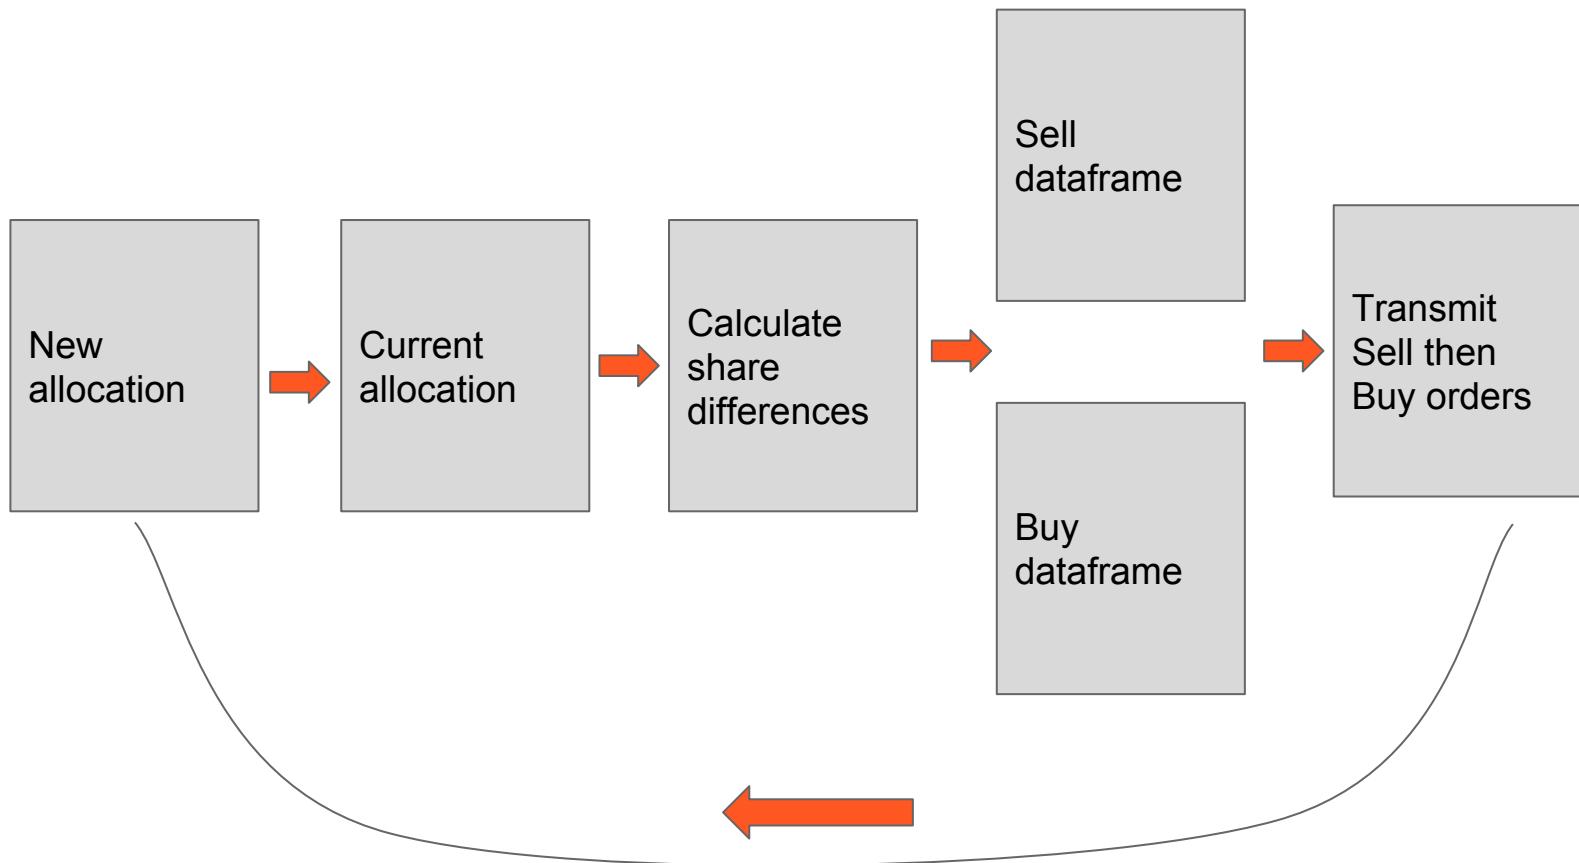 New
allocation
Current
allocation
Calculate
share
differences
Sell
dataframe
Buy
dataframe
Transmit
Sell then
Buy orders